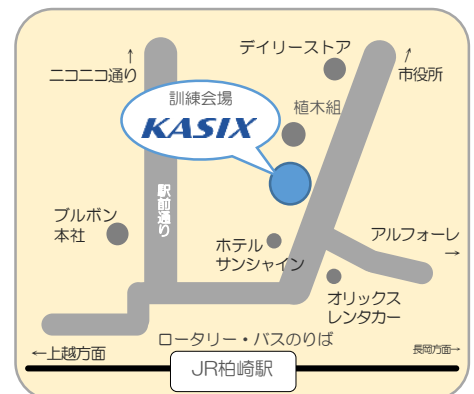 デイリーストア
↑
ニコニコ通り
↑
市役所
訓練会場
KASIX
植木組
駅前通り
ブルボン
本社
ホテル
サンシャイン
アルフォーレ
→
オリックス
レンタカー
ロータリー・バスのりば
←上越方面
長岡方面→
JR柏崎駅